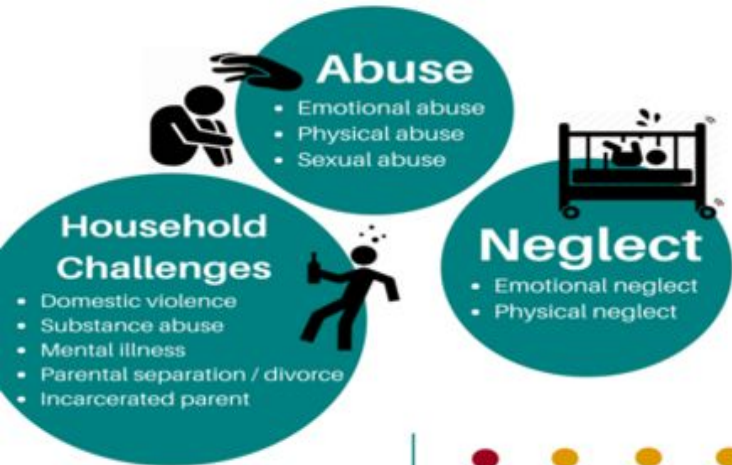 Abuse
• Emotional abuse
• Physical abuse
• Sexual abuse
Household
Challenges
• Domestic violence
• Substance abuse
• Mental illness
• Parental separation / divorce
• Incarcerated parent
Neglect
• Emotional neglect
• Physical neglect